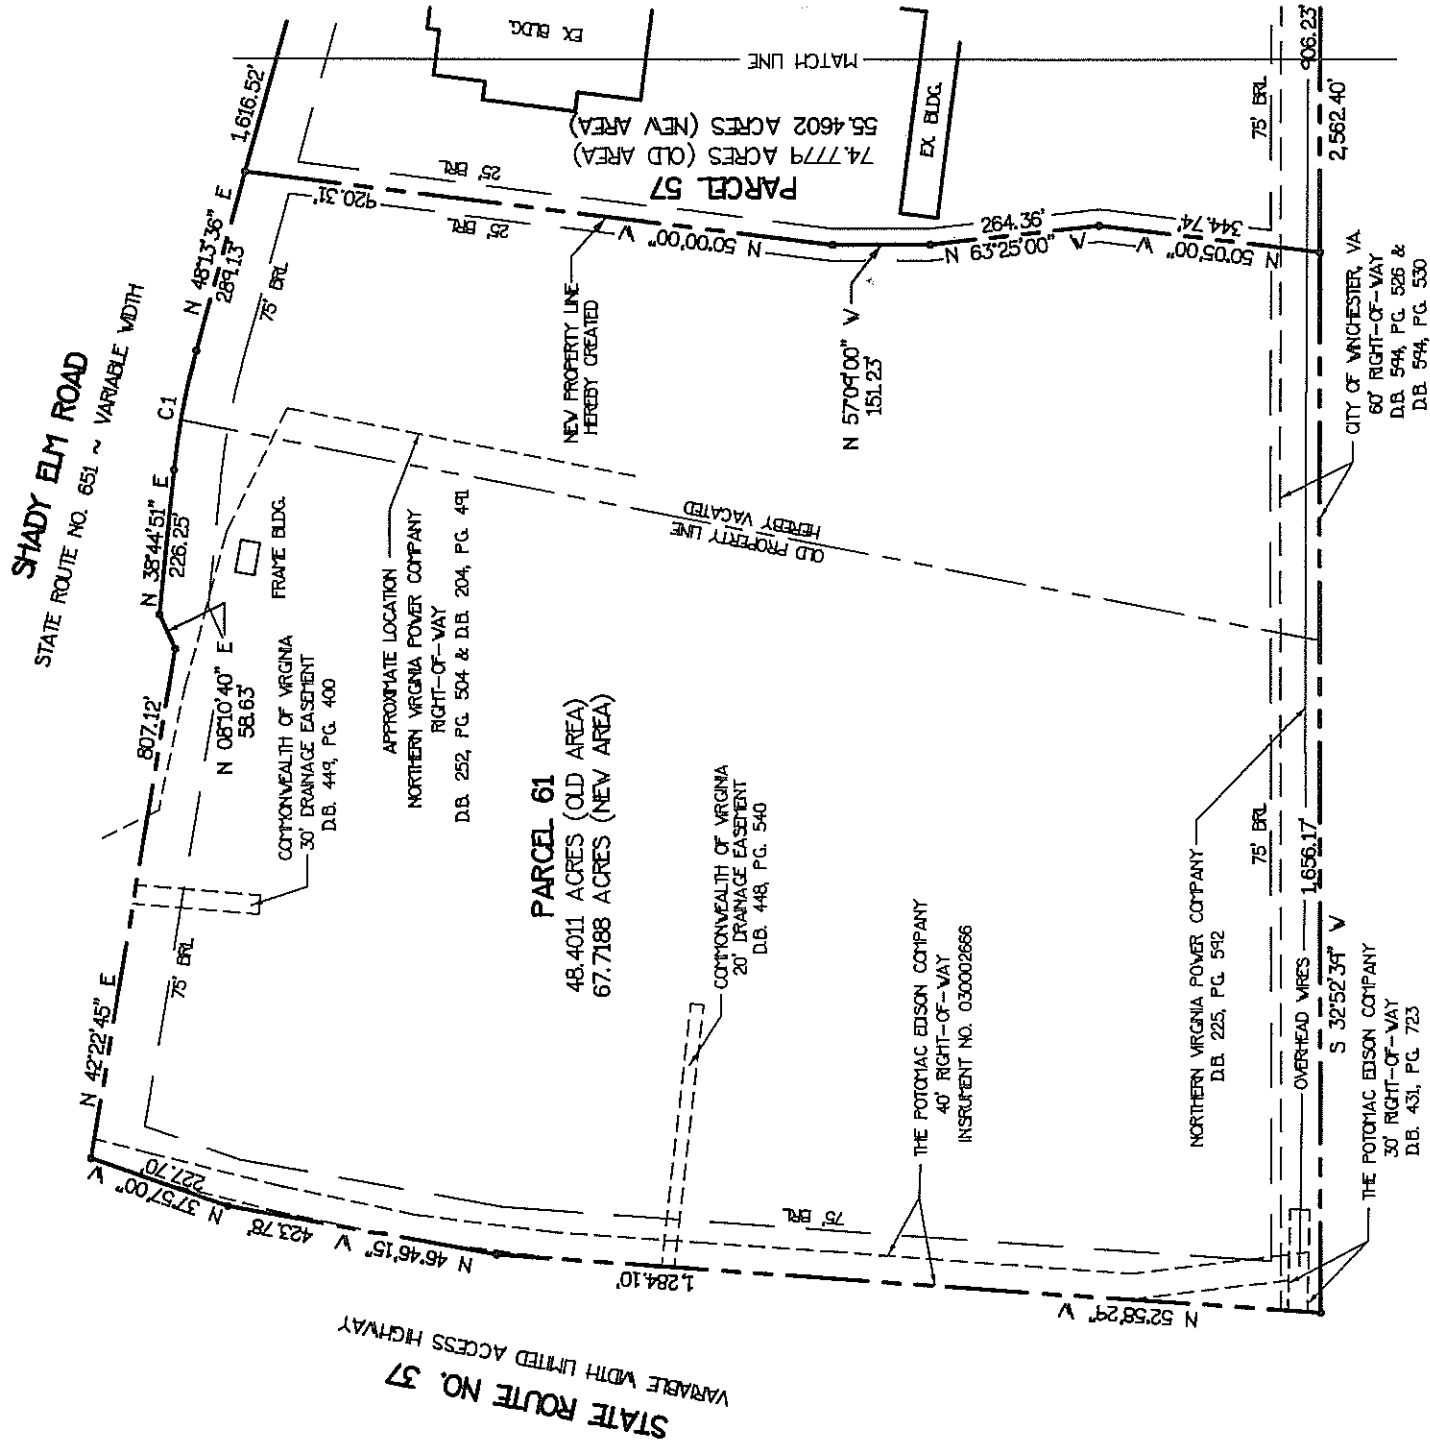 SHADY ELM ROAD
STATE ROUTE NO. 651 ~ VARIABLE WIDTH
1,616.52'
N 48°13'36" E
289.13'
C1
N 38°44'51" E
226.25'
N 08°10'40" E
58.63'
807.12'
N 42°22'45" E
75' BRL
75' BRL
FRAME BLDG.
EX BLDG.
MATCH LINE
EX. BLDG.
PARCEL 57
74.7779 ACRES (OLD AREA)
55.4602 ACRES (NEW AREA)
25' BRL
25' BRL
920.31'
N 50°00'00" W
NEW PROPERTY LINE
HEREBY CREATED
N 57°09'00" W
151.23'
N 63°25'00" W
264.36'
N 50°05'00" W
344.74'
COMMONWEALTH OF VIRGINIA
30' DRAINAGE EASEMENT
D.B. 449, PG. 400
APPROXIMATE LOCATION
NORTHERN VIRGINIA POWER COMPANY
RIGHT-OF-WAY
D.B. 252, PG. 504 & D.B. 204, PG. 491
OLD PROPERTY LINE
HEREBY VACATED
PARCEL 61
48.4011 ACRES (OLD AREA)
67.7188 ACRES (NEW AREA)
COMMONWEALTH OF VIRGINIA
20' DRAINAGE EASEMENT
D.B. 448, PG. 540
THE POTOMAC EDISON COMPANY
40' RIGHT-OF-WAY
INSRUMENT NO. 030002666
NORTHERN VIRGINIA POWER COMPANY
D.B. 225, PG. 592
OVERHEAD WIRES
75' BRL
75' BRL
906.23'
2,562.40'
1,656.17'
S 32°52'39" W
CITY OF WINCHESTER, VA.
60' RIGHT-OF-WAY
D.B. 594, PG. 526 &
D.B. 594, PG. 530
THE POTOMAC EDISON COMPANY
30' RIGHT-OF-WAY
D.B. 431, PG. 723
N 37°57'00" W
227.70'
N 46°46'15" W
423.78'
N 52°58'29" W
1,284.10'
75' BRL
STATE ROUTE NO. 37
VARIABLE WIDTH LIMITED ACCESS HIGHWAY